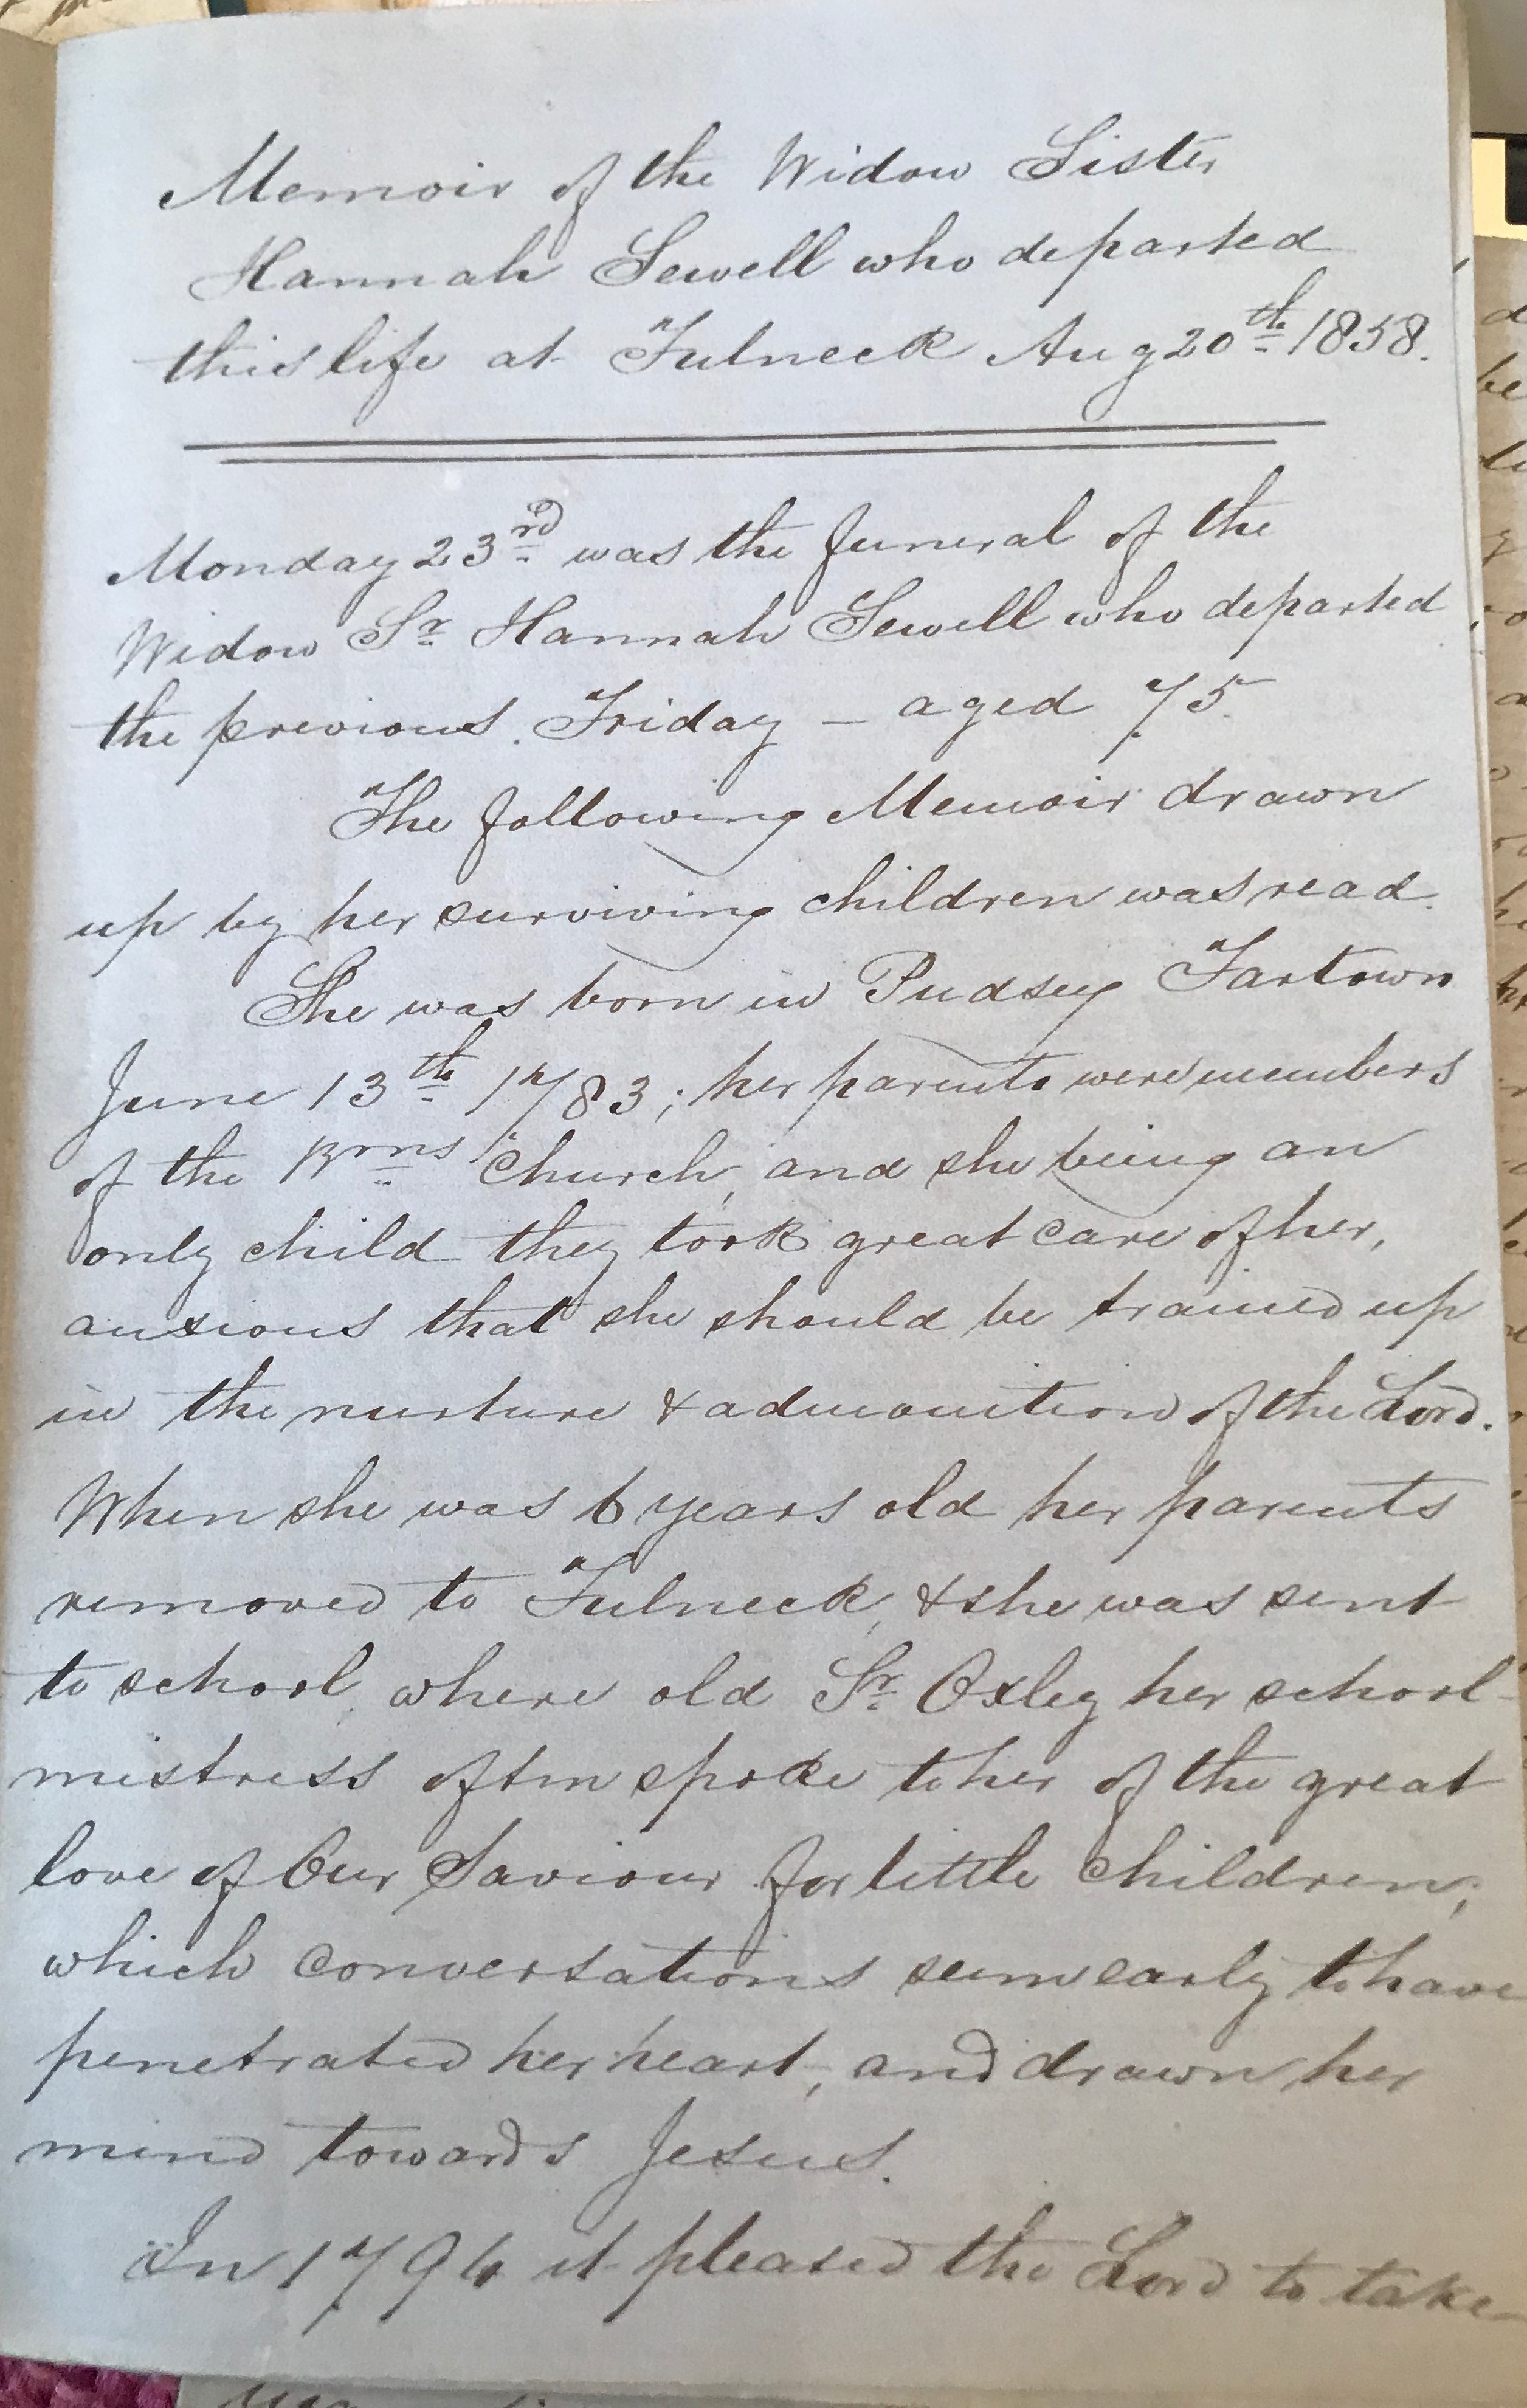 Memoir of the Widow Sister
Hannah Sewell who departed
this life at Fulneck Aug 20th 1858.
Monday 23rd was the funeral of the
Widow Sr. Hannah Sewell who departed
the previous Friday – aged 75.
The following Memoir drawn
up by her surviving children was read.
She was born in Pudsey Fartown
June 13th 1783; her parents were members
of the Brns Church, and she being an
only child they took great care of her,
anxious that she should be trained up
in the nurture & admonition of the Lord.
When she was 6 years old her parents
removed to Fulneck, & she was sent
to school, where old Sr. Oxley her school
mistress often spoke to her of the great
love of Our Saviour for little children;
which conversations seem early to have
penetrated her heart, and drawn her
mind towards Jesus.
In 1794 it pleased the Lord to take